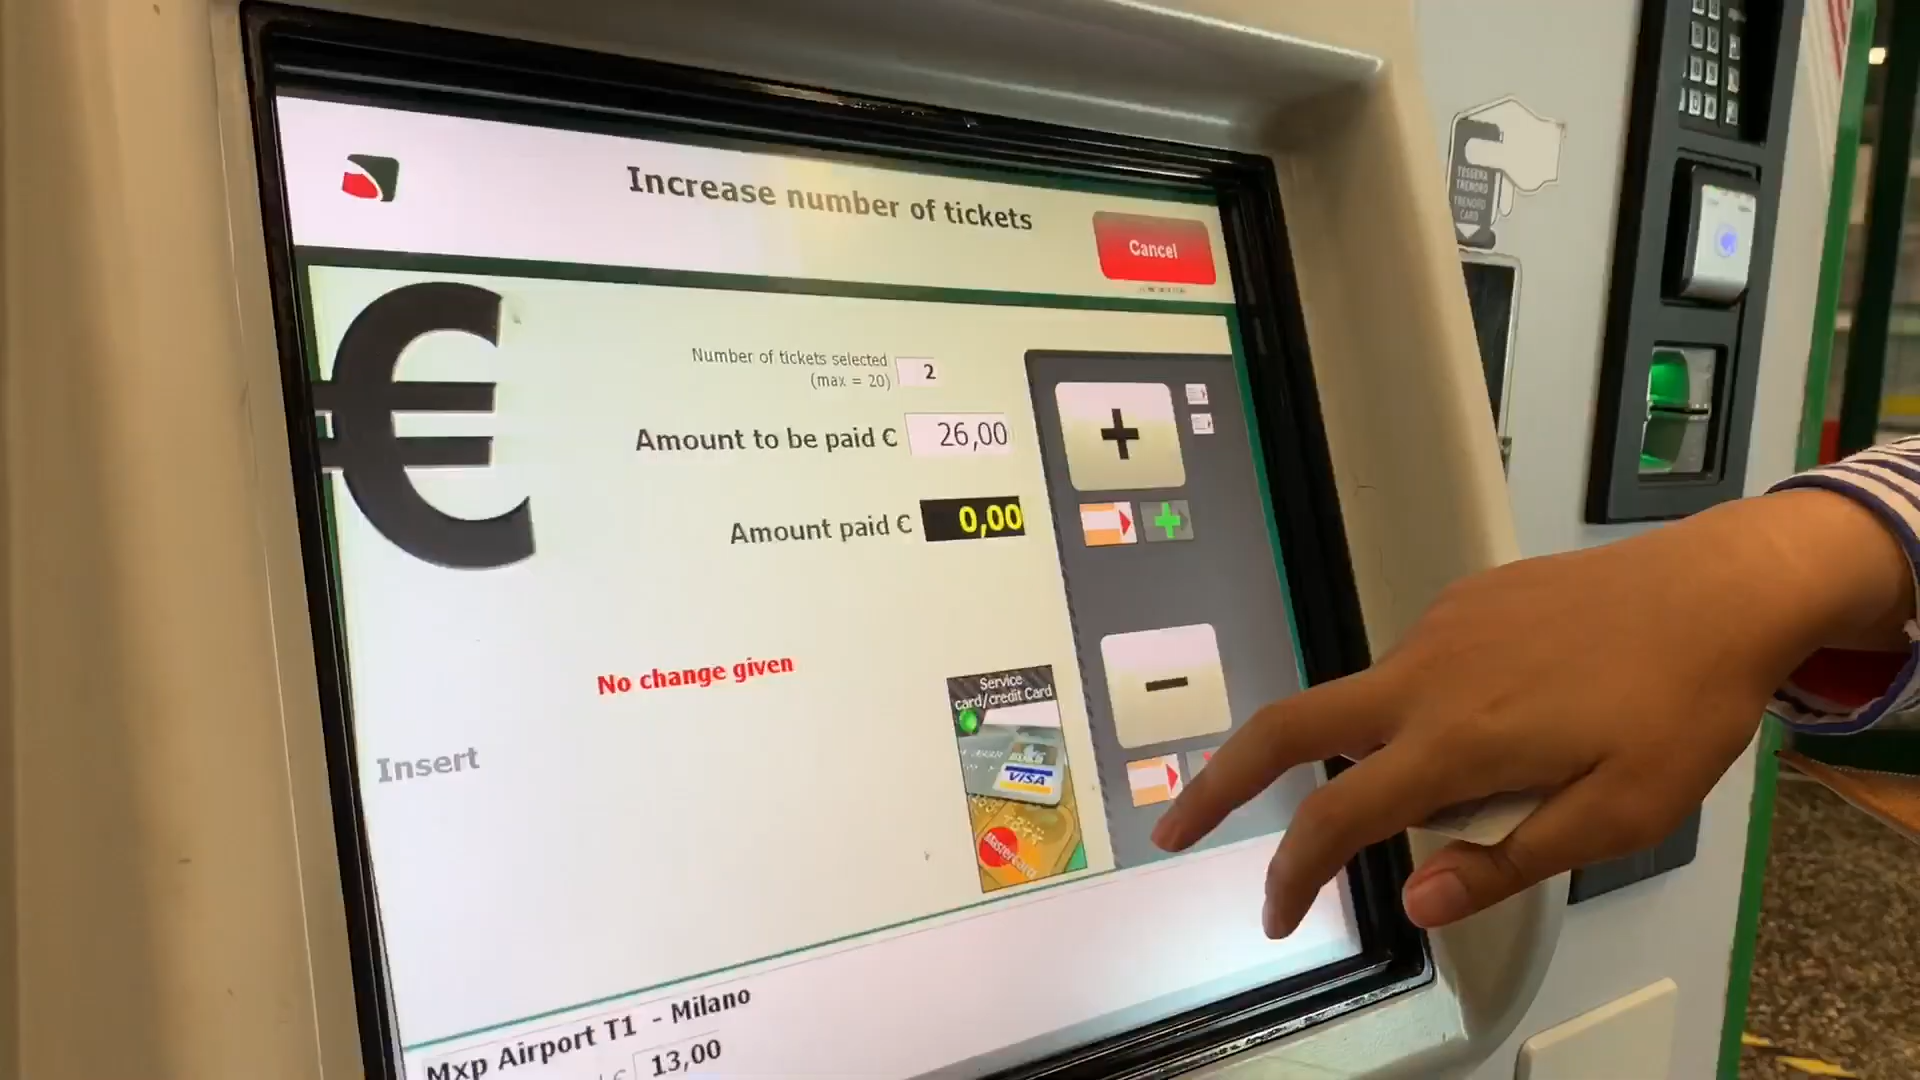 Increase number of tickets
Cancel
Number of tickets selected
(max = 20)
2
Amount to be paid €
26,00
Amount paid €
0,00
+
-
No change given
Service
card/credit Card
VISA
MasterCard
Insert
Mxp Airport T1 - Milano
13,00
TESSERA
TRENORD
TRENORD
CARD